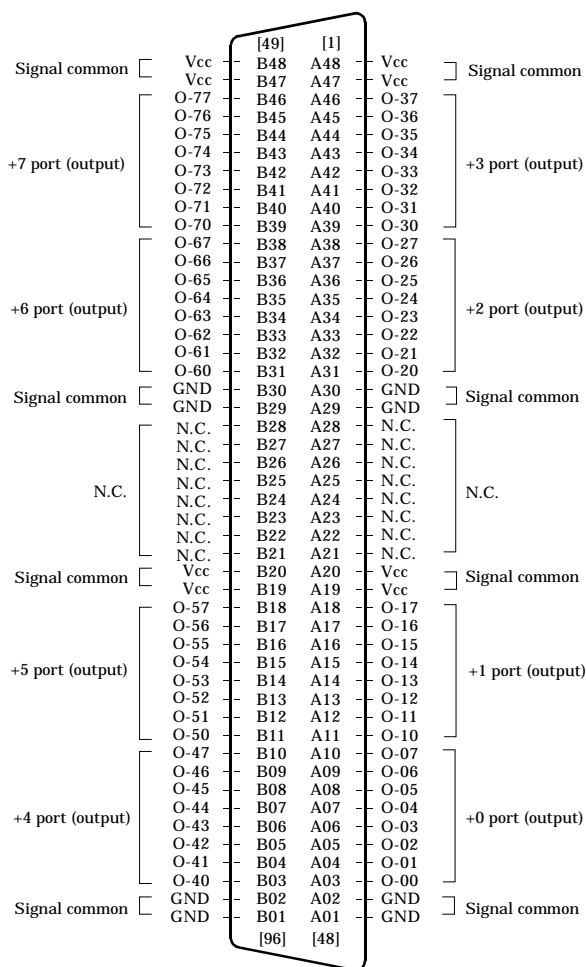 [49] [1]
Signal common Vcc B48 A48 Vcc Signal common
Vcc B47 A47 Vcc
O-77 B46 A46 O-37
O-76 B45 A45 O-36
O-75 B44 A44 O-35
O-74 B43 A43 O-34
+7 port (output) O-73 B42 A42 O-33 +3 port (output)
O-72 B41 A41 O-32
O-71 B40 A40 O-31
O-70 B39 A39 O-30
O-67 B38 A38 O-27
O-66 B37 A37 O-26
O-65 B36 A36 O-25
O-64 B35 A35 O-24
+6 port (output) O-63 B34 A34 O-23 +2 port (output)
O-62 B33 A33 O-22
O-61 B32 A32 O-21
O-60 B31 A31 O-20
Signal common GND B30 A30 GND Signal common
GND B29 A29 GND
N.C. B28 A28 N.C.
N.C. B27 A27 N.C.
N.C. B26 A26 N.C.
N.C. N.C. B25 A25 N.C. N.C.
N.C. B24 A24 N.C.
N.C. B23 A23 N.C.
N.C. B22 A22 N.C.
N.C. B21 A21 N.C.
Signal common Vcc B20 A20 Vcc Signal common
Vcc B19 A19 Vcc
O-57 B18 A18 O-17
O-56 B17 A17 O-16
O-55 B16 A16 O-15
+5 port (output) O-54 B15 A15 O-14 +1 port (output)
O-53 B14 A14 O-13
O-52 B13 A13 O-12
O-51 B12 A12 O-11
O-50 B11 A11 O-10
O-47 B10 A10 O-07
O-46 B09 A09 O-06
O-45 B08 A08 O-05
+4 port (output) O-44 B07 A07 O-04 +0 port (output)
O-43 B06 A06 O-03
O-42 B05 A05 O-02
O-41 B04 A04 O-01
O-40 B03 A03 O-00
Signal common GND B02 A02 GND Signal common
GND B01 A01 GND
[96] [48]